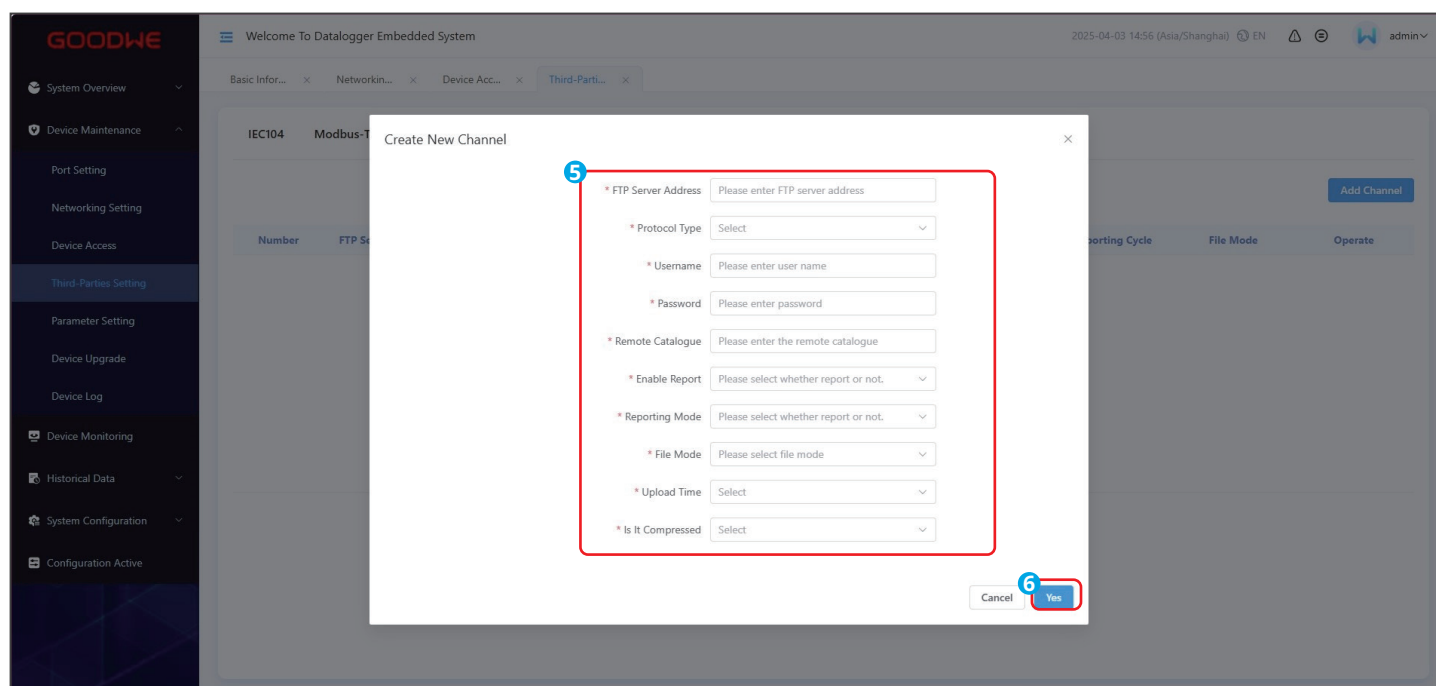 GOODWE
Welcome To Datalogger Embedded System
2025-04-03 14:56 (Asia/Shanghai) EN
admin
Basic Infor... × Networkin... × Device Acc... × Third-Parti... ×
System Overview
Device Maintenance
Port Setting
Networking Setting
Device Access
Third-Parties Setting
Parameter Setting
Device Upgrade
Device Log
Device Monitoring
Historical Data
System Configuration
Configuration Active
IEC104 Modbus-T
Add Channel
Number FTP Se porting Cycle File Mode Operate
Create New Channel ×
5
* FTP Server Address Please enter FTP server address
* Protocol Type Select
* Username Please enter user name
* Password Please enter password
* Remote Catalogue Please enter the remote catalogue
* Enable Report Please select whether report or not.
* Reporting Mode Please select whether report or not.
* File Mode Please select file mode
* Upload Time Select
* Is It Compressed Select
6
Cancel Yes